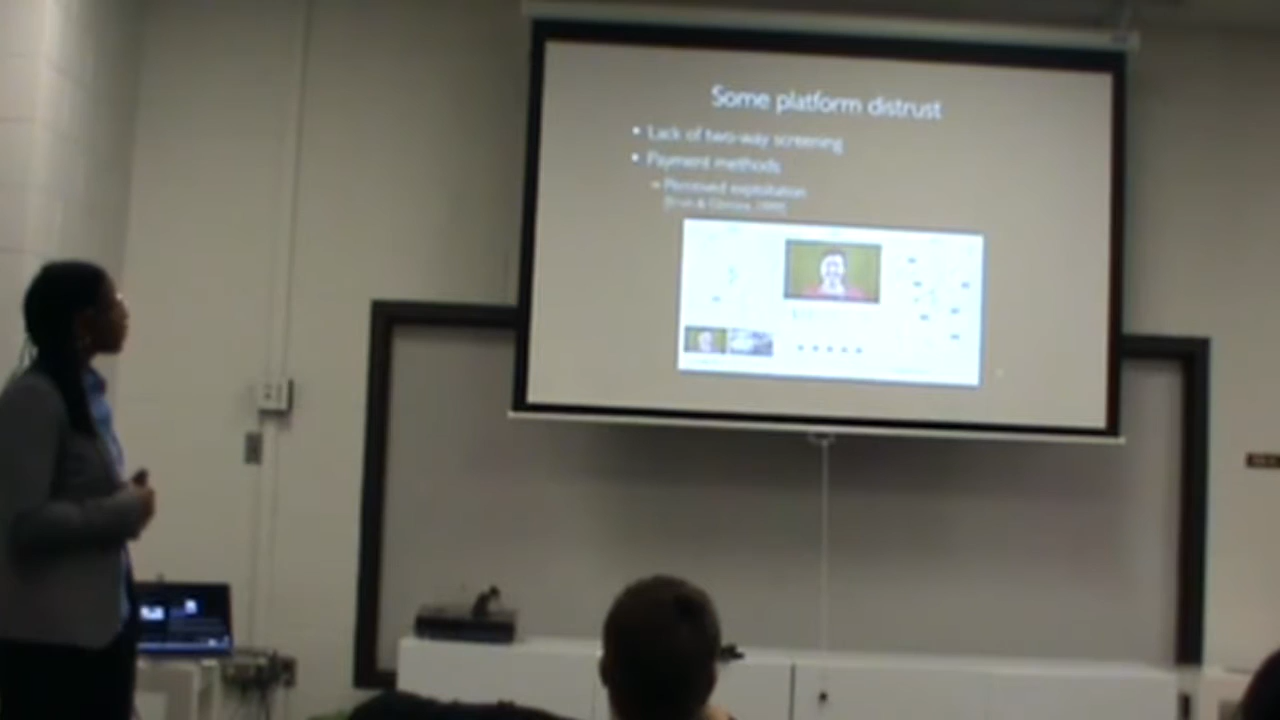 Some platform distrust
• Lack of two-way screening
• Payment methods
– Perceived exploitation